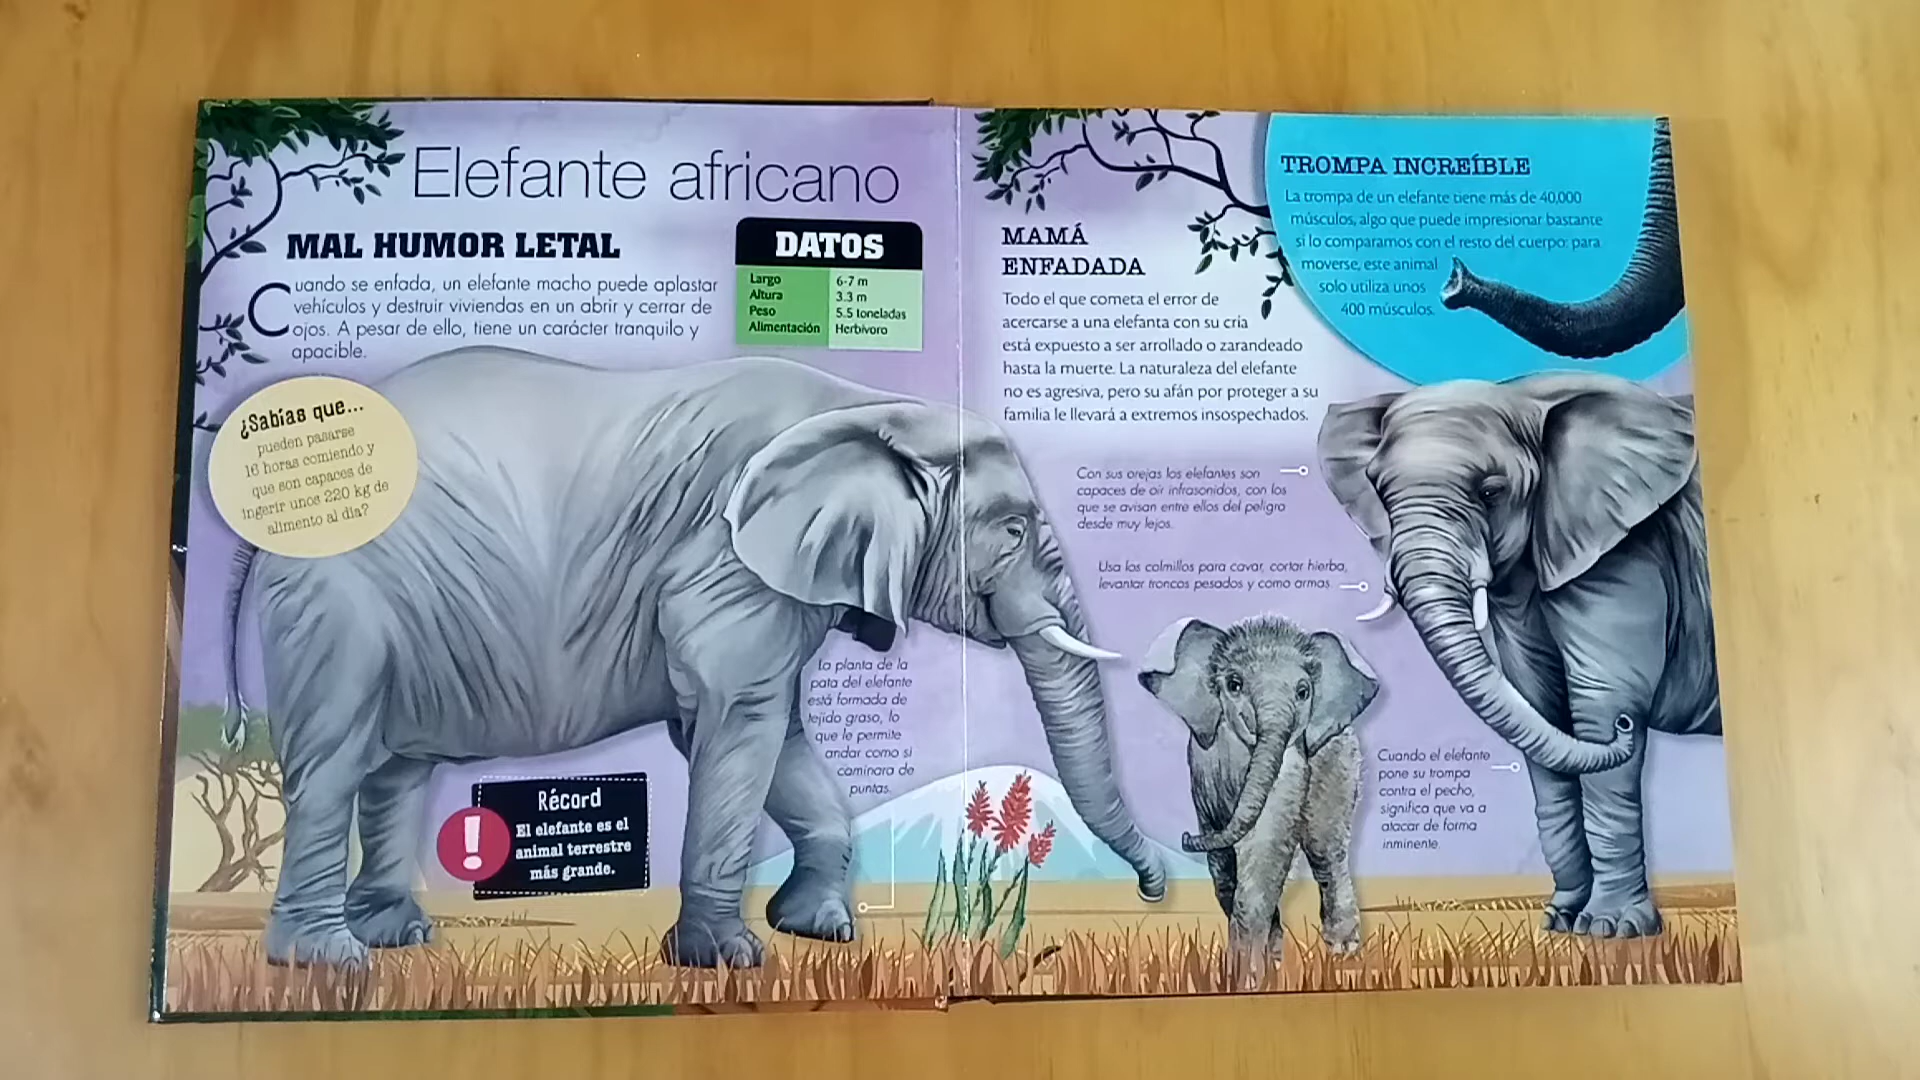 Elefante africano
MAL HUMOR LETAL
Cuando se enfada, un elefante macho puede aplastar
vehículos y destruir viviendas en un abrir y cerrar de
ojos. A pesar de ello, tiene un carácter tranquilo y
apacible.
DATOS
Largo 6-7 m
Altura 3.3 m
Peso 5.5 toneladas
Alimentación Herbívoro
¿Sabías que...
pueden pasarse
16 horas comiendo y
que son capaces de
ingerir unos 220 kg de
alimento al día?
La planta de la
pata del elefante
está formada de
tejido graso, lo
que le permite
andar como si
caminara de
puntas.
Récord
!
El elefante es el
animal terrestre
más grande.
MAMÁ
ENFADADA
Todo el que cometa el error de
acercarse a una elefanta con su cría
está expuesto a ser arrollado o zarandeado
hasta la muerte. La naturaleza del elefante
no es agresiva, pero su afán por proteger a su
familia le llevará a extremos insospechados.
TROMPA INCREÍBLE
La trompa de un elefante tiene más de 40,000
músculos, algo que puede impresionar bastante
si lo comparamos con el resto del cuerpo: para
moverse, este animal
solo utiliza unos
400 músculos.
Con sus orejas los elefantes son
capaces de oír infrasonidos, con los
que se avisan entre ellos del peligro
desde muy lejos.
Usa los colmillos para cavar, cortar hierba,
levantar troncos pesados y como armas.
Cuando el elefante
pone su trompa
contra el pecho,
significa que va a
atacar de forma
inminente.